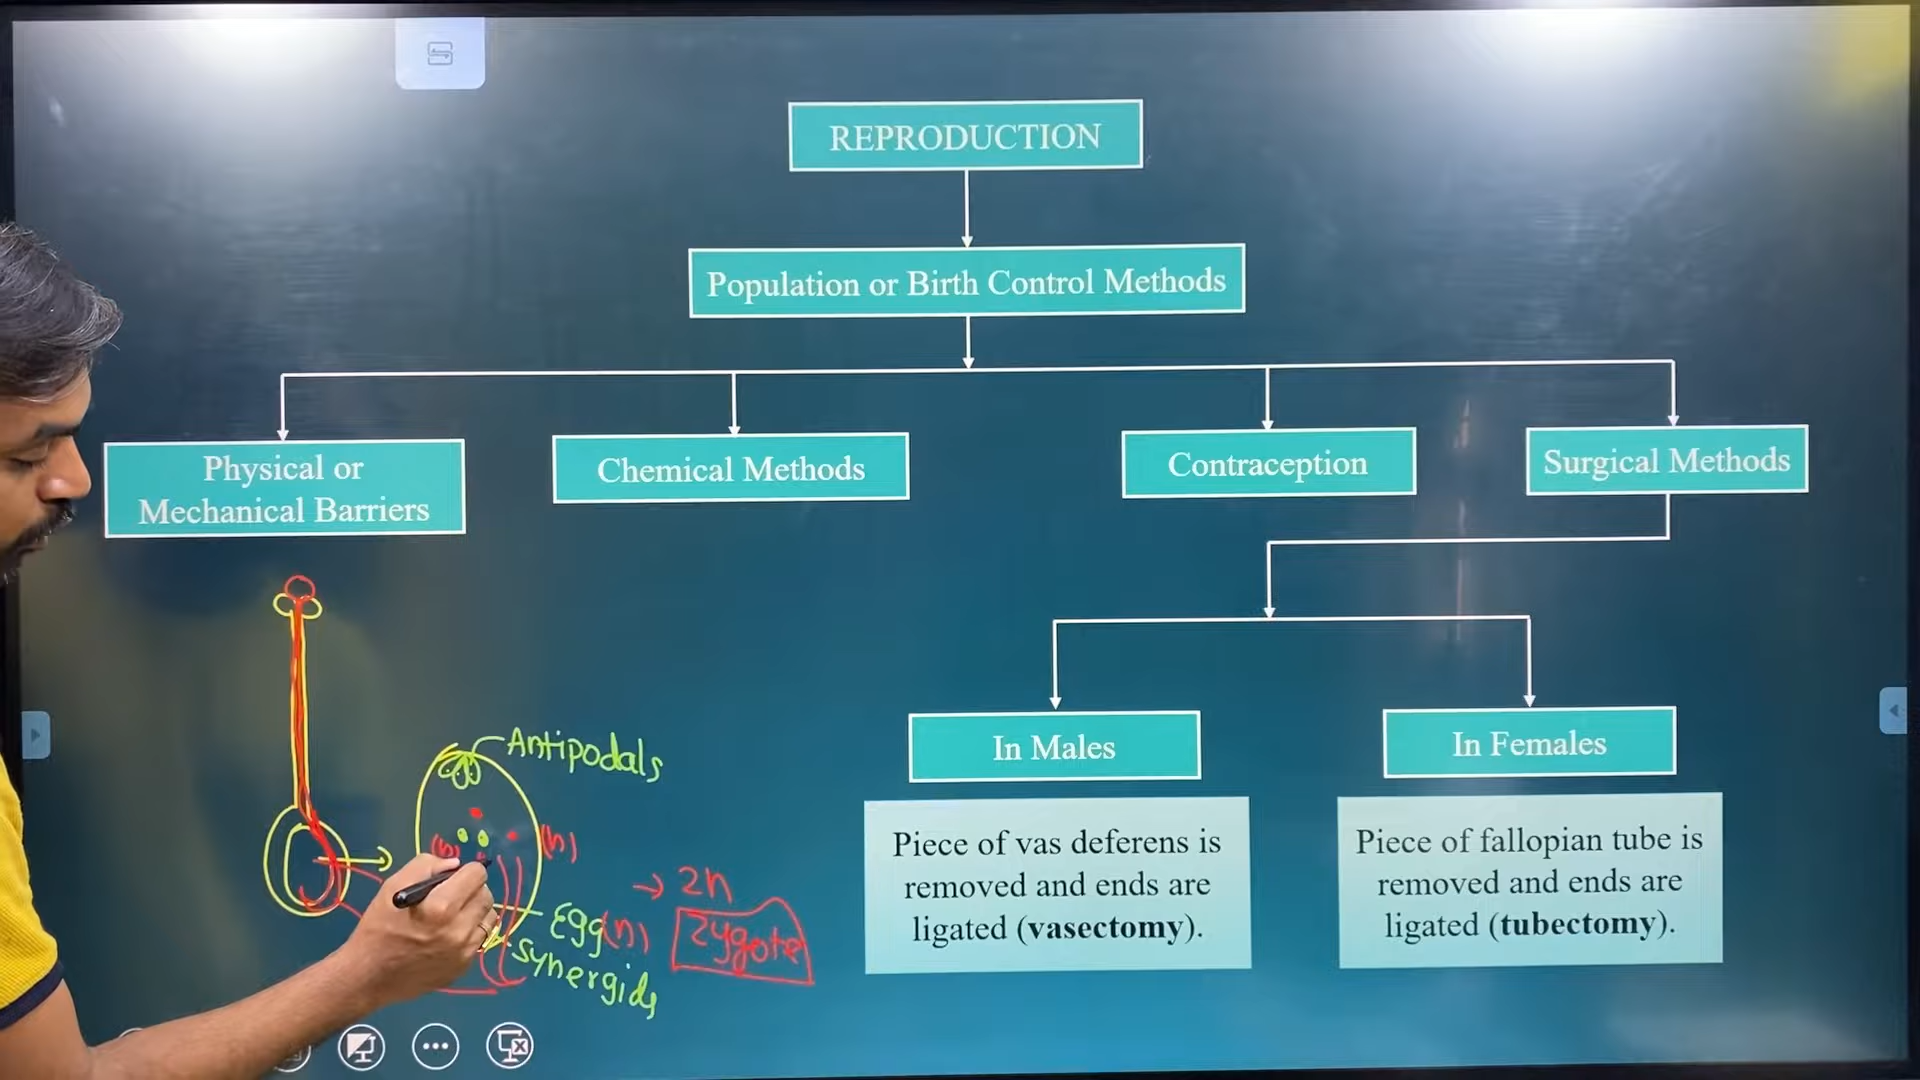 REPRODUCTION
Population or Birth Control Methods
Physical or
Mechanical Barriers
Chemical Methods
Contraception
Surgical Methods
In Males
In Females
Piece of vas deferens is
removed and ends are
ligated (vasectomy).
Piece of fallopian tube is
removed and ends are
ligated (tubectomy).
Antipodals
(n)
(n)
→ 2n
Egg(n)
Zygote
Synergids